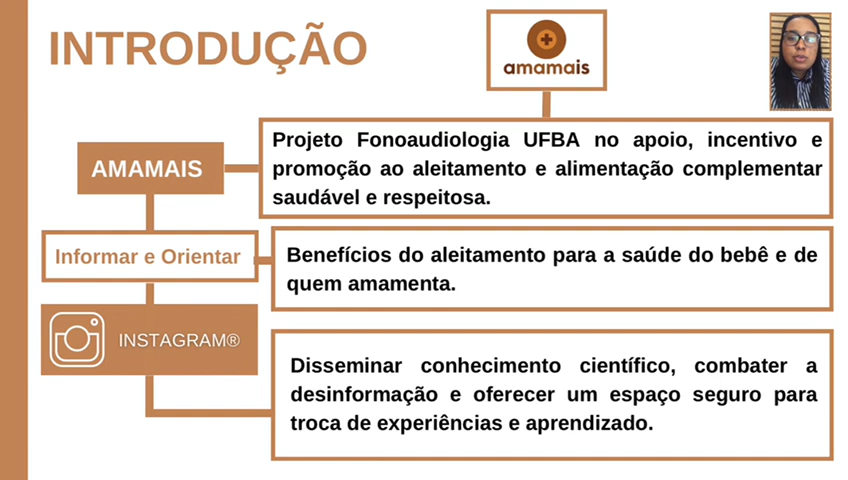 INTRODUÇÃO
amamais
AMAMAIS
Projeto Fonoaudiologia UFBA no apoio, incentivo e
promoção ao aleitamento e alimentação complementar
saudável e respeitosa.
Informar e Orientar
Benefícios do aleitamento para a saúde do bebê e de
quem amamenta.
INSTAGRAM®
Disseminar conhecimento científico, combater a
desinformação e oferecer um espaço seguro para
troca de experiências e aprendizado.